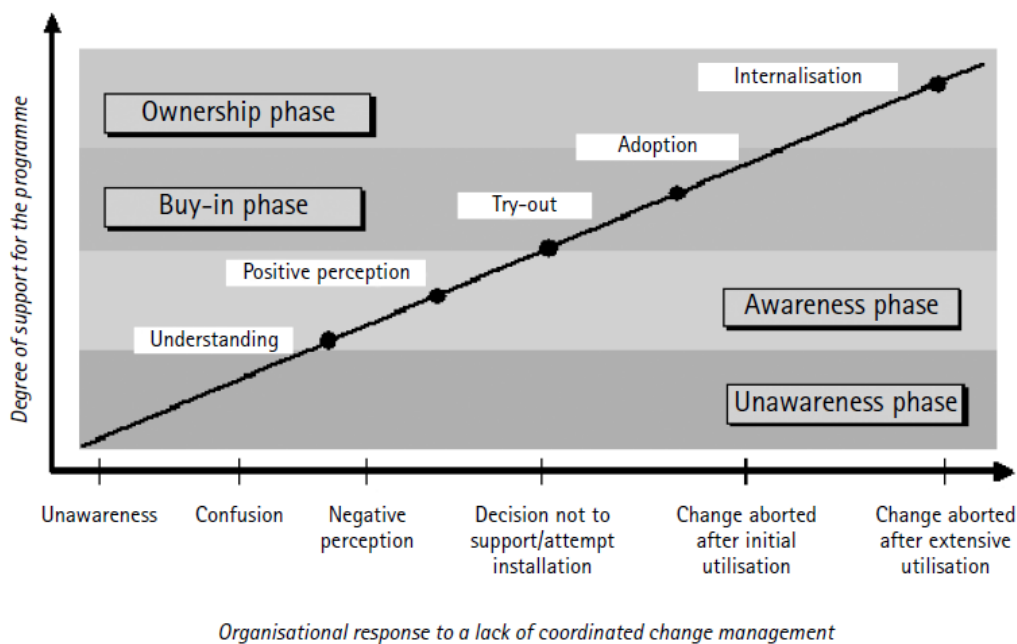 Degree of support for the programme
Internalisation
Ownership phase
Adoption
Buy-in phase
Try-out
Positive perception
Awareness phase
Understanding
Unawareness phase
Unawareness
Confusion
Negative
perception
Decision not to
support/attempt
installation
Change aborted
after initial
utilisation
Change aborted
after extensive
utilisation
Organisational response to a lack of coordinated change management